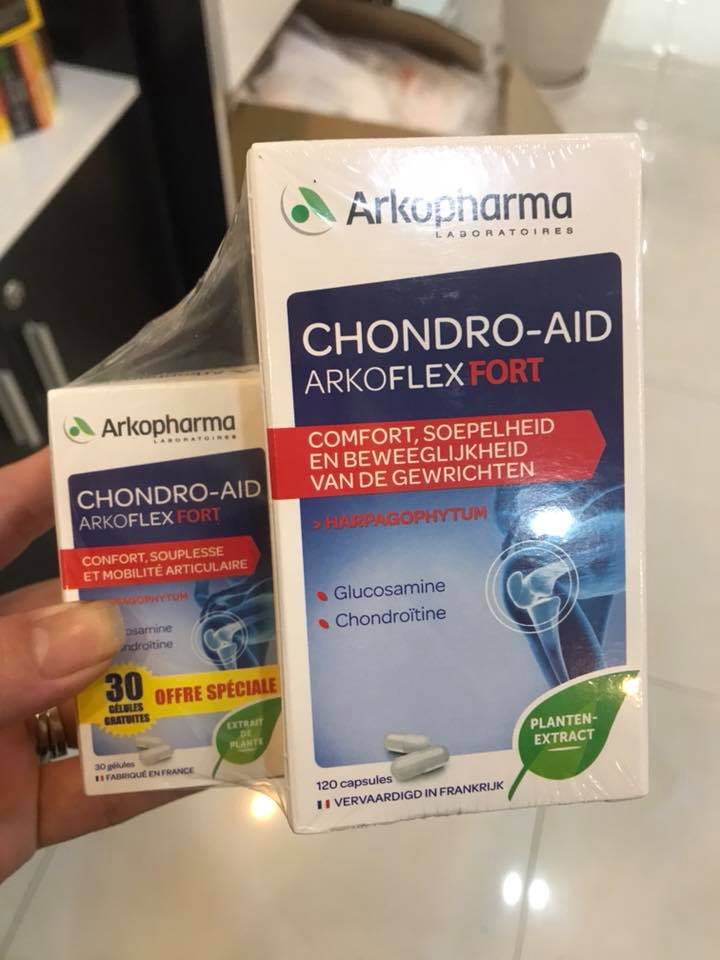 Arkopharma
LABORATOIRES
CHONDRO-AID
ARKOFLEX FORT
COMFORT, SOEPELHEID
EN BEWEEGLIJKHEID
VAN DE GEWRICHTEN
> HARPAGOPHYTUM
Glucosamine
Chondroïtine
PLANTEN-
EXTRACT
120 capsules
VERVAARDIGD IN FRANKRIJK
Arkopharma
LABORATOIRES
CHONDRO-AID
ARKOFLEX FORT
CONFORT, SOUPLESSE
ET MOBILITÉ ARTICULAIRE
30
GÉLULES
GRATUITES
OFFRE SPÉCIALE
EXTRAIT
DE
PLANTE
30 gélules
FABRIQUÉ EN FRANCE